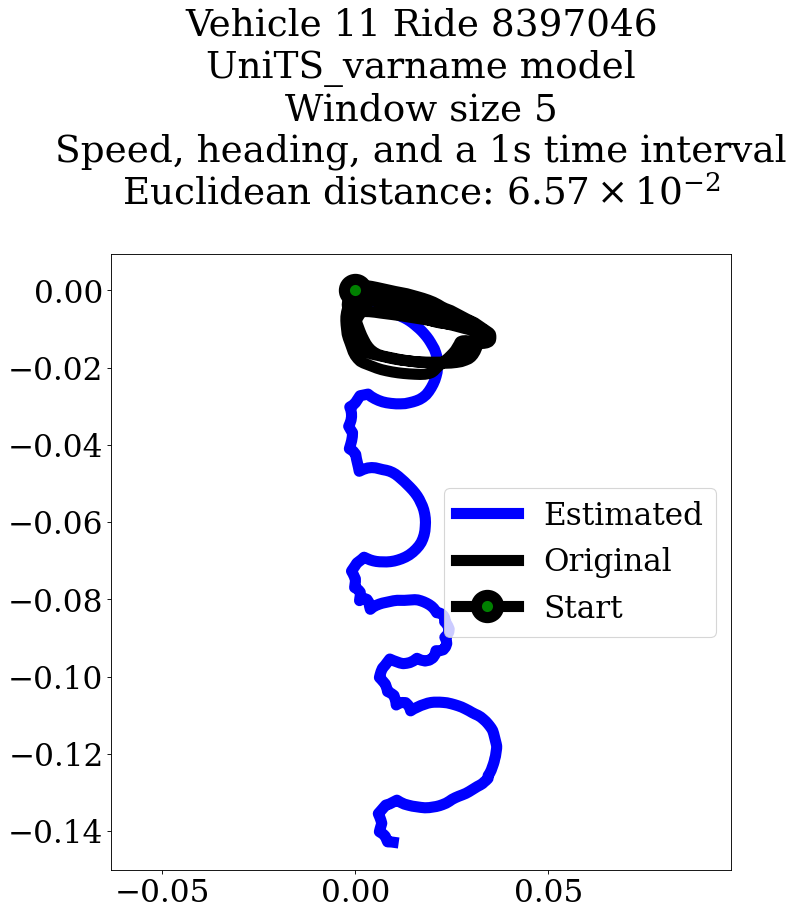 Vehicle 11 Ride 8397046
UniTS_varname model
Window size 5
Speed, heading, and a 1s time interval
Euclidean distance: 6.57 × 10⁻²
0.00
−0.02
−0.04
−0.06
−0.08
−0.10
−0.12
−0.14
Estimated
Original
Start
−0.05
0.00
0.05